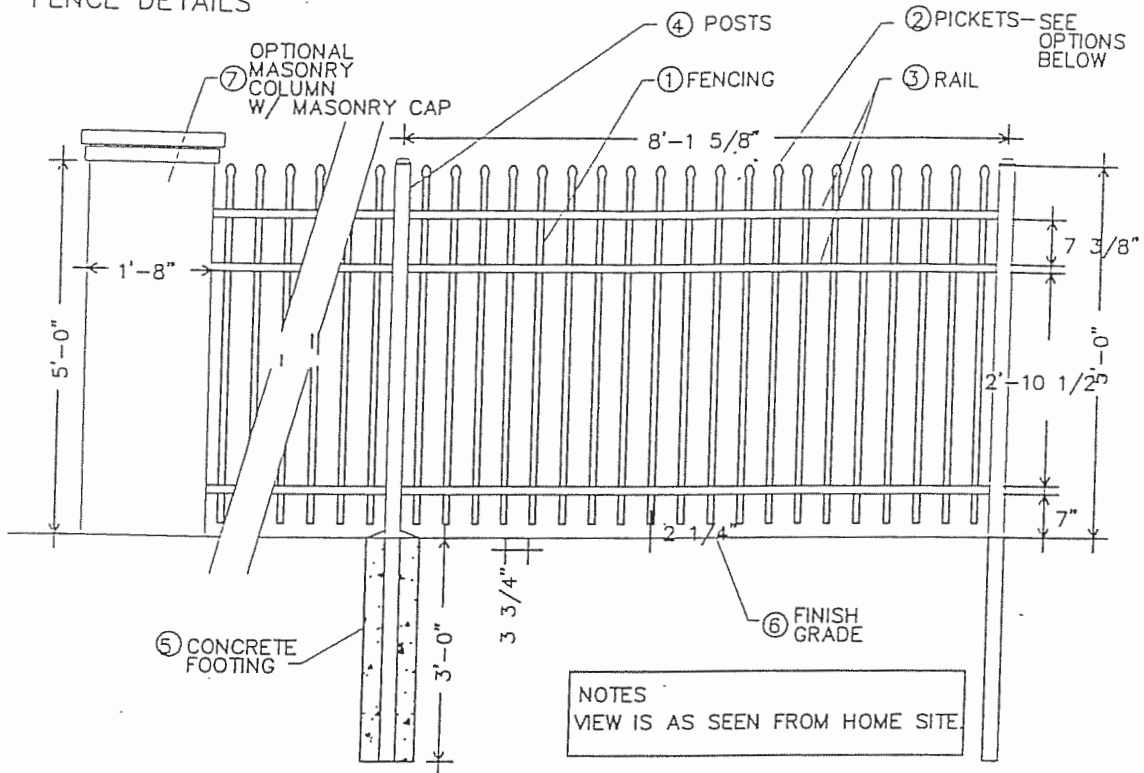 FENCE DETAILS
④ POSTS
② PICKETS- SEE
OPTIONS
BELOW
OPTIONAL
⑦ MASONRY
COLUMN
W/ MASONRY CAP
① FENCING
③ RAIL
8'-1 5/8"
7 3/8"
1'-8"
5'-0"
2'-10 1/2"
5'-0"
7"
2 1/4"
3 3/4"
3'-0"
⑤ CONCRETE
FOOTING
⑥ FINISH
GRADE
NOTES
VIEW IS AS SEEN FROM HOME SITE.